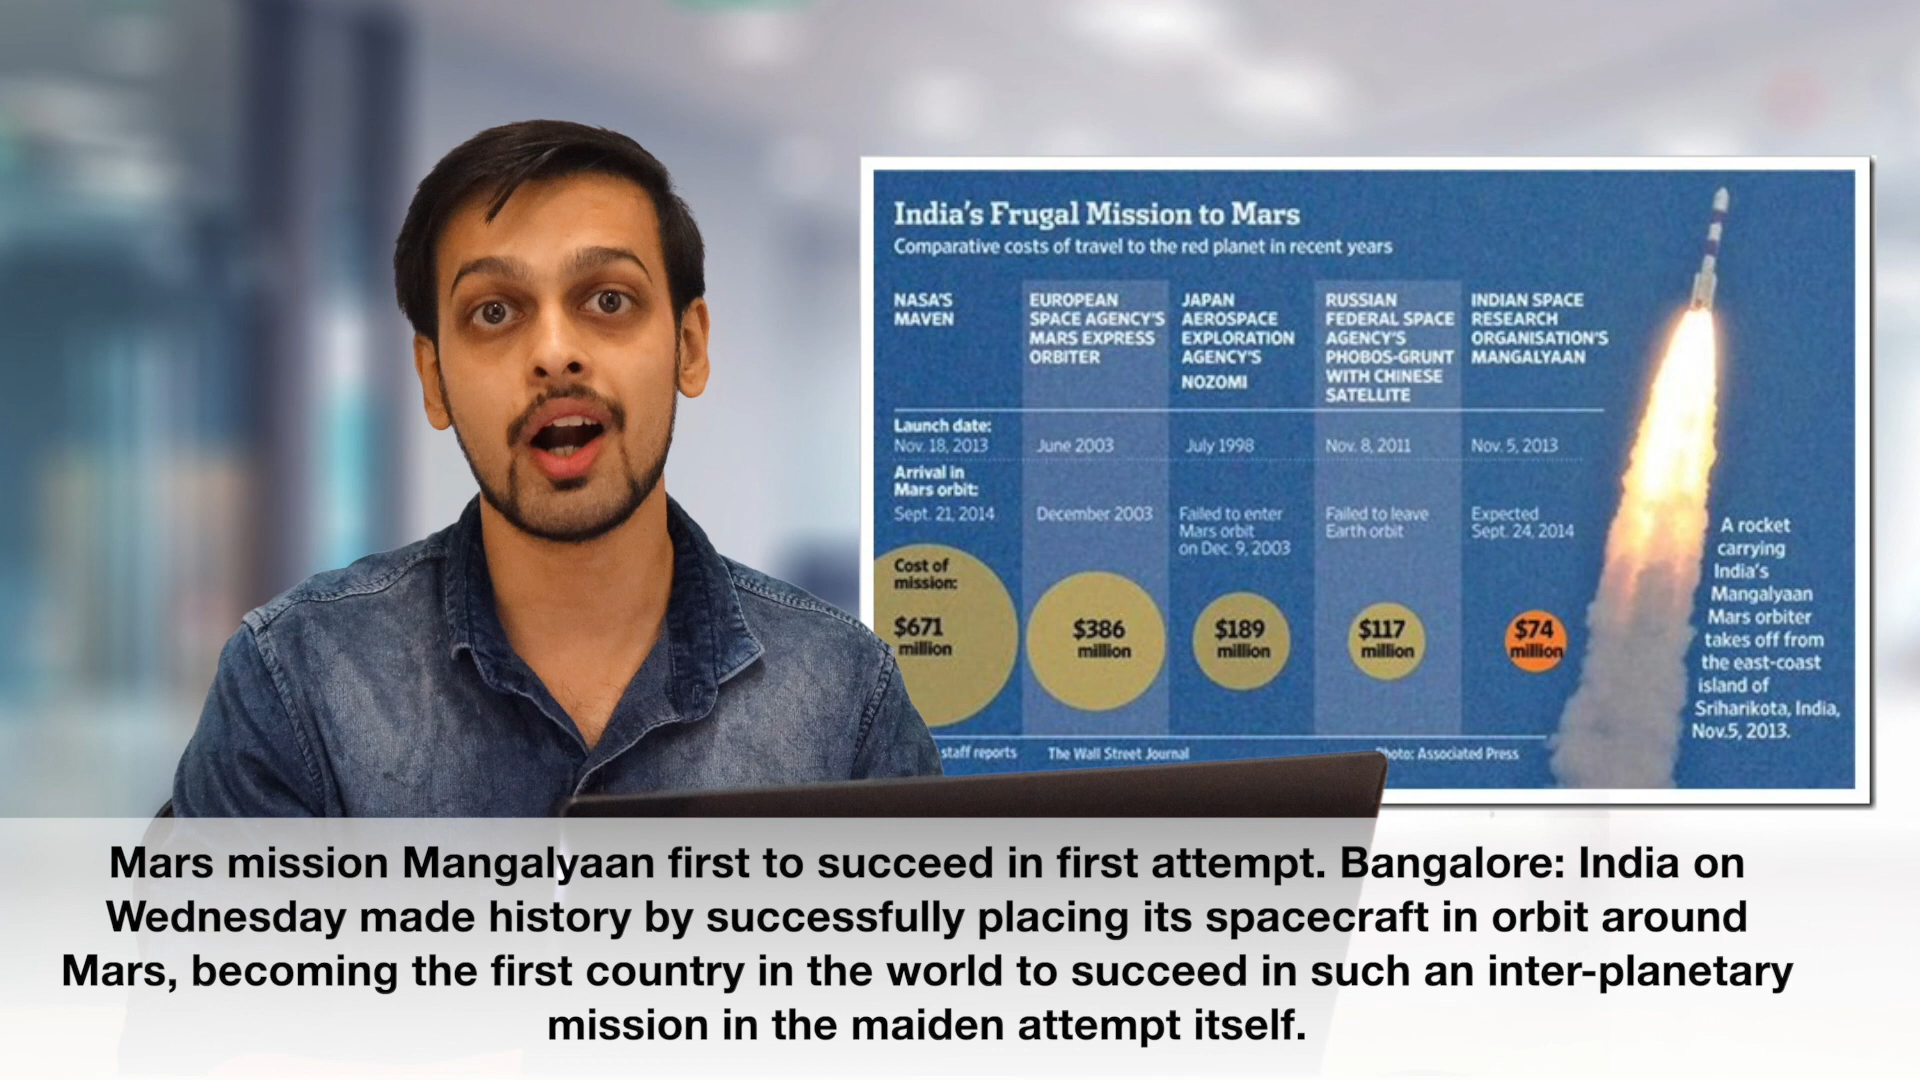 India's Frugal Mission to Mars
Comparative costs of travel to the red planet in recent years
NASA'S
MAVEN
EUROPEAN
SPACE AGENCY'S
MARS EXPRESS
ORBITER
JAPAN
AEROSPACE
EXPLORATION
AGENCY'S
NOZOMI
RUSSIAN
FEDERAL SPACE
AGENCY'S
PHOBOS-GRUNT
WITH CHINESE
SATELLITE
INDIAN SPACE
RESEARCH
ORGANISATION'S
MANGALYAAN
Launch date:
Nov. 18, 2013
June 2003
July 1998
Nov. 8, 2011
Nov. 5, 2013
Arrival in
Mars orbit:
Sept. 21, 2014
December 2003
Failed to enter
Mars orbit
on Dec. 9, 2003
Failed to leave
Earth orbit
Expected
Sept. 24, 2014
Cost of
mission:
$671
million
$386
million
$189
million
$117
million
$74
million
A rocket
carrying
India's
Mangalyaan
Mars orbiter
takes off from
the east-coast
island of
Sriharikota, India,
Nov.5, 2013.
staff reports
The Wall Street Journal
Photo: Associated Press
Mars mission Mangalyaan first to succeed in first attempt. Bangalore: India on
Wednesday made history by successfully placing its spacecraft in orbit around
Mars, becoming the first country in the world to succeed in such an inter-planetary
mission in the maiden attempt itself.